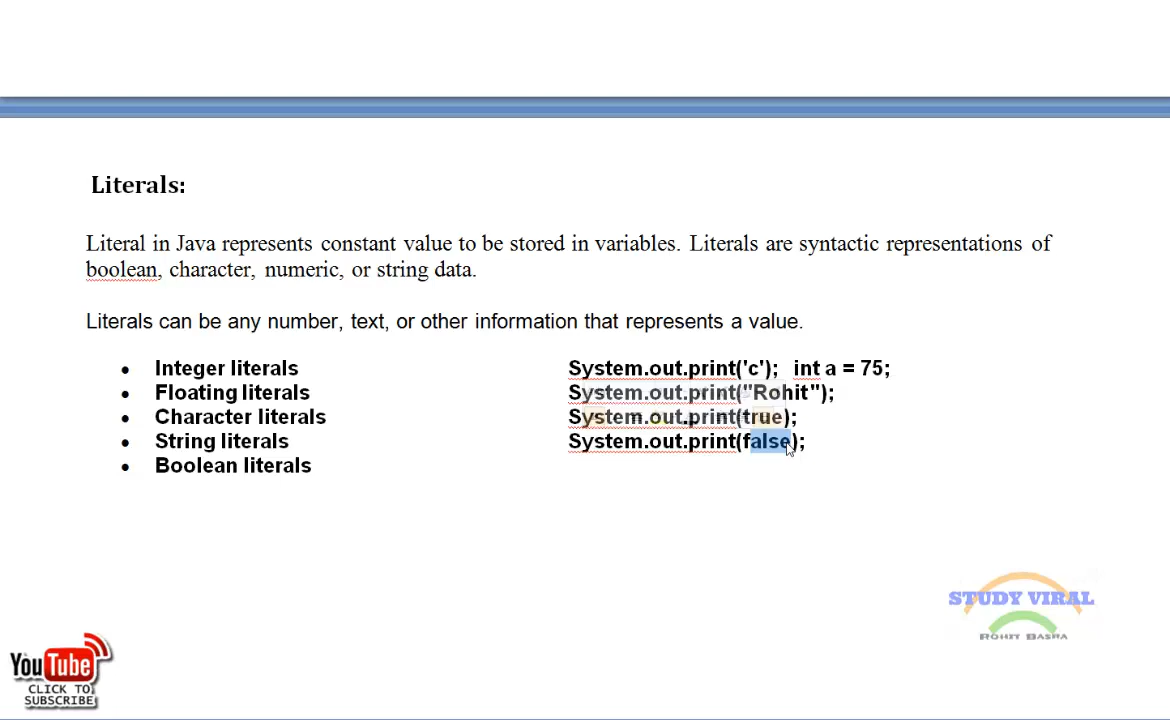 Literals:
Literal in Java represents constant value to be stored in variables. Literals are syntactic representations of
boolean, character, numeric, or string data.
Literals can be any number, text, or other information that represents a value.
• Integer literals
• Floating literals
• Character literals
• String literals
• Boolean literals
System.out.print('c'); int a = 75;
System.out.print("Rohit");
System.out.print(true);
System.out.print(false);
STUDY VIRAL
ROHIT BASHA
YouTube
CLICK TO
SUBSCRIBE